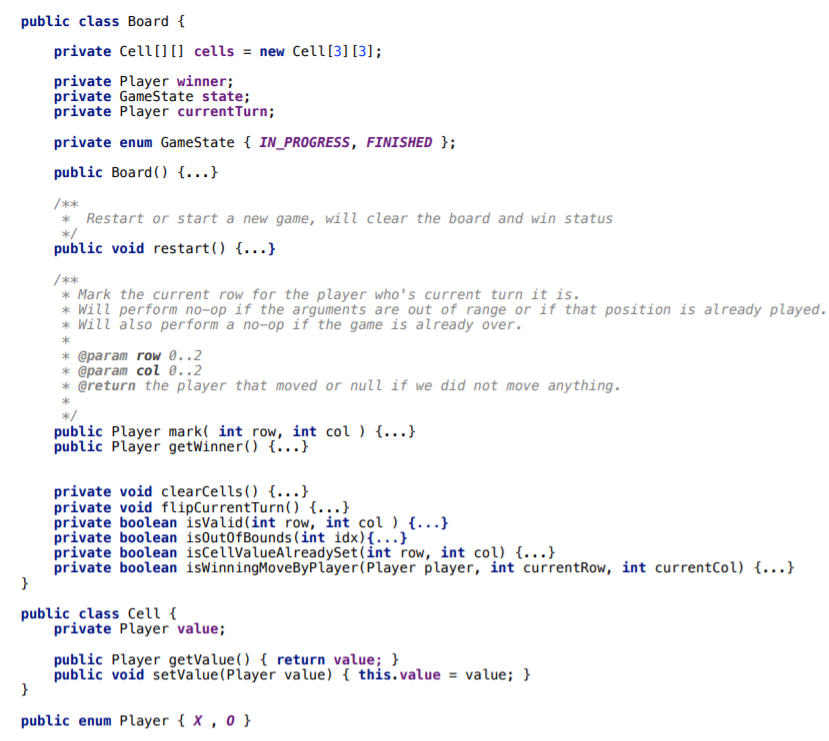 public class Board {
private Cell[][] cells = new Cell[3][3];
private Player winner;
private GameState state;
private Player currentTurn;
private enum GameState { IN_PROGRESS, FINISHED };
public Board() {...}
/**
* Restart or start a new game, will clear the board and win status
*/
public void restart() {...}
/**
* Mark the current row for the player who's current turn it is.
* Will perform no-op if the arguments are out of range or if that position is already played.
* Will also perform a no-op if the game is already over.
*
* @param row 0..2
* @param col 0..2
* @return the player that moved or null if we did not move anything.
*
*/
public Player mark( int row, int col ) {...}
public Player getWinner() {...}
private void clearCells() {...}
private void flipCurrentTurn() {...}
private boolean isValid(int row, int col ) {...}
private boolean isOutOfBounds(int idx){...}
private boolean isCellValueAlreadySet(int row, int col) {...}
private boolean isWinningMoveByPlayer(Player player, int currentRow, int currentCol) {...}
}
public class Cell {
private Player value;
public Player getValue() { return value; }
public void setValue(Player value) { this.value = value; }
}
public enum Player { X , O }